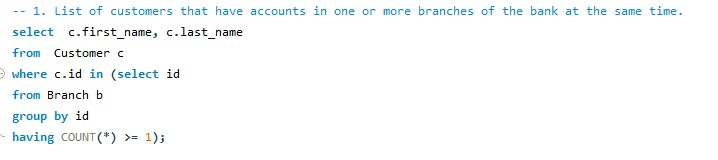 -- 1. List of customers that have accounts in one or more branches of the bank at the same time.
select  c.first_name, c.last_name
from  Customer c
where c.id in (select id
from Branch b
group by id
having COUNT(*) >= 1);